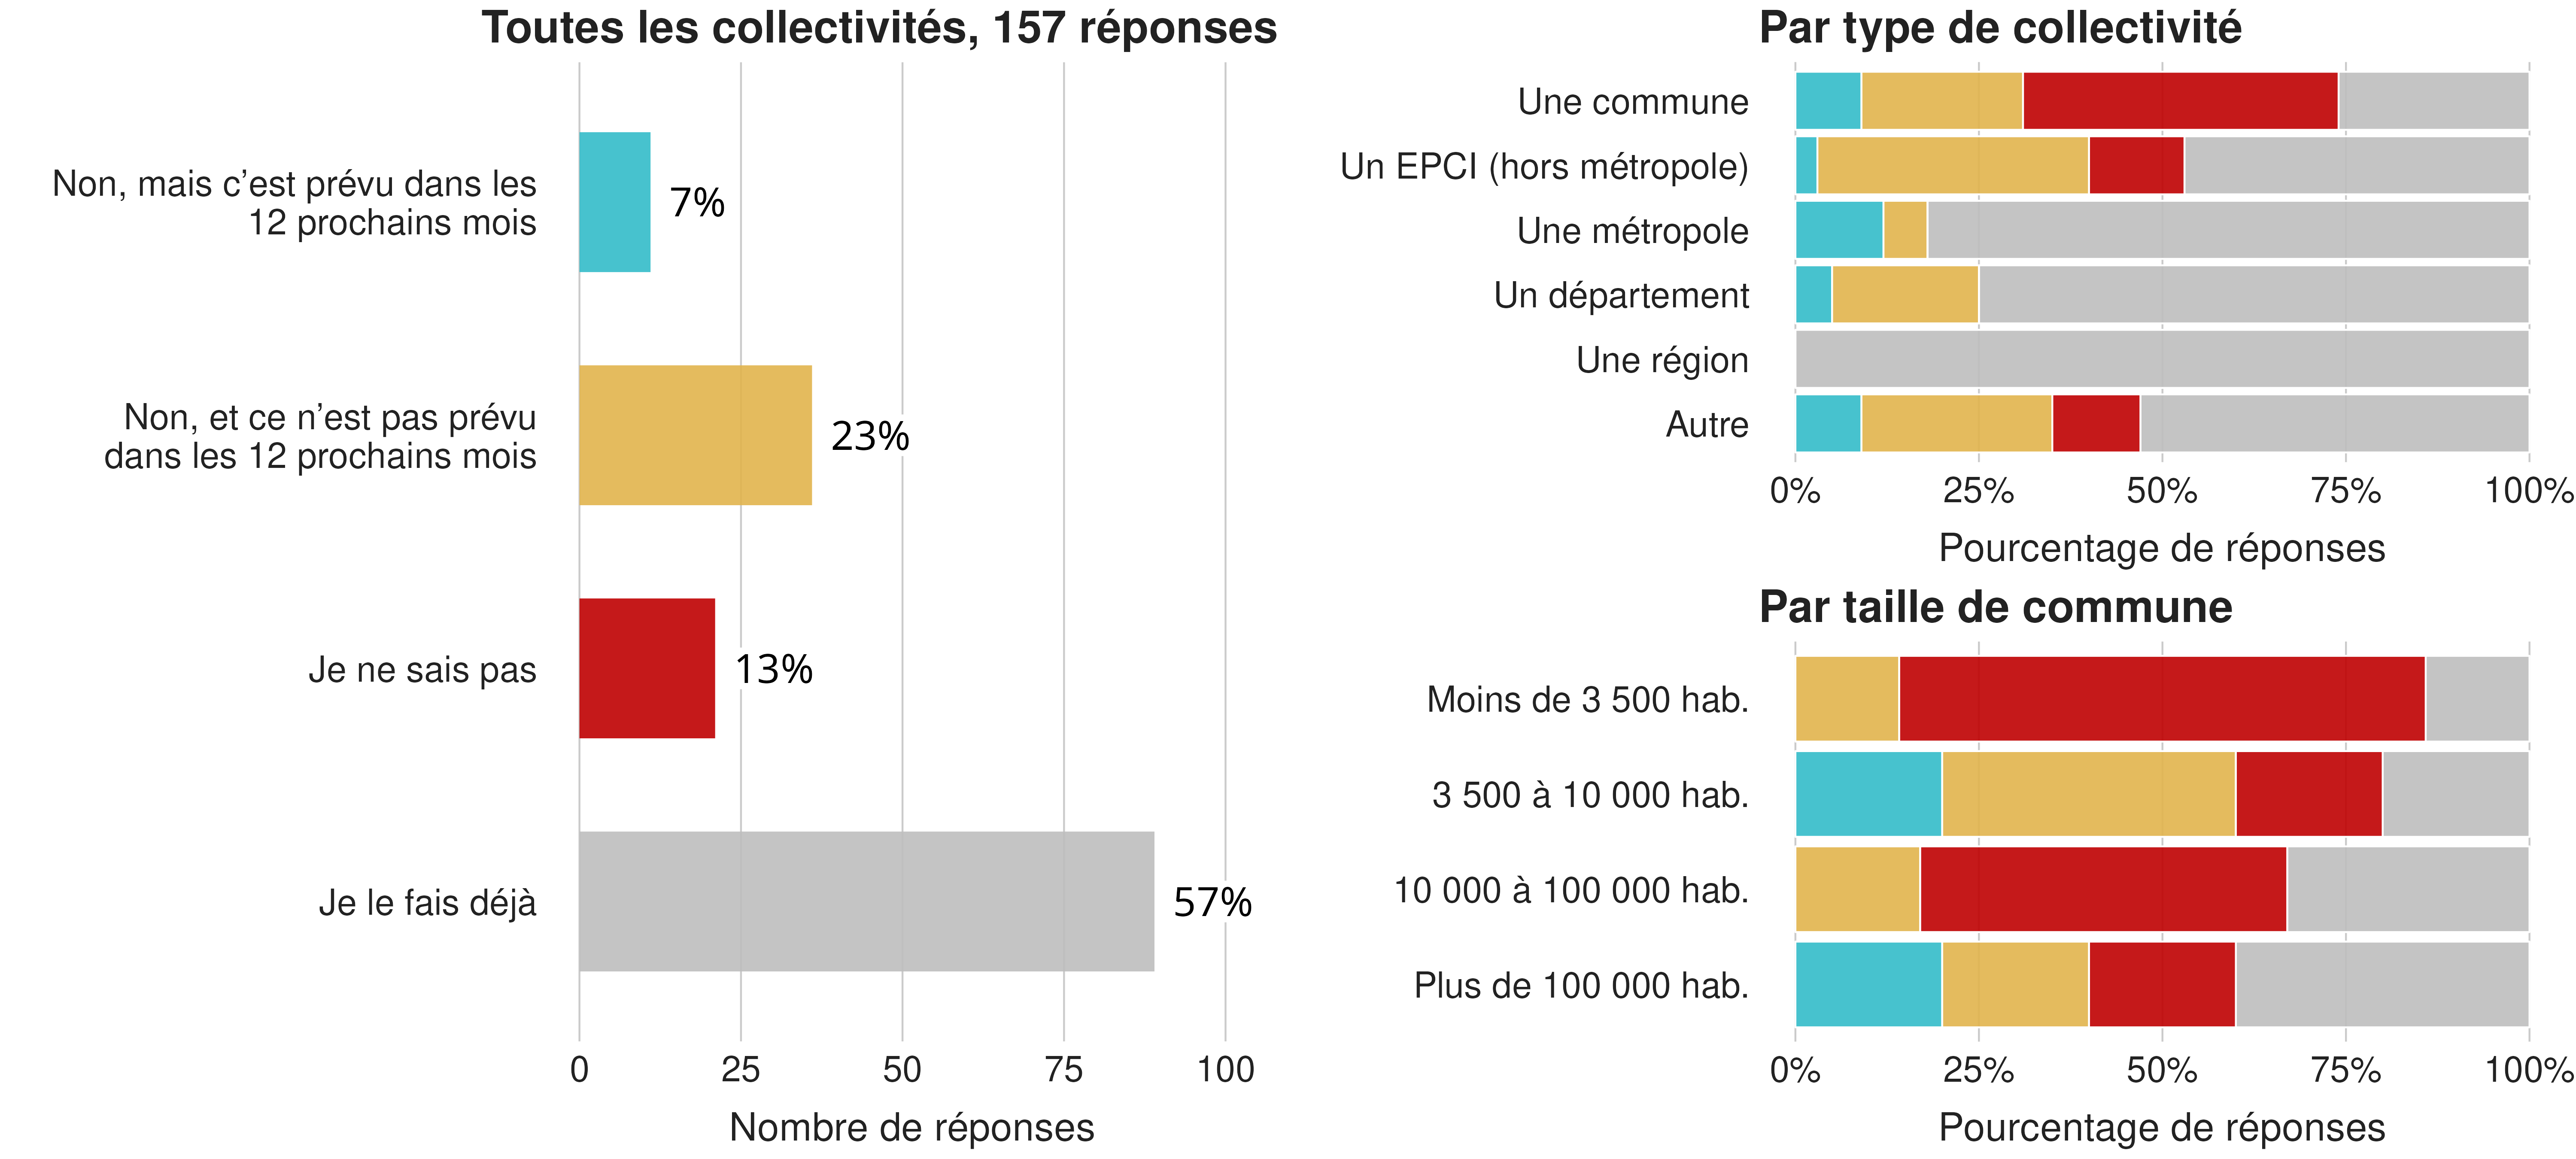 Toutes les collectivités, 157 réponses
Non, mais c’est prévu dans les
12 prochains mois
7%
Non, et ce n’est pas prévu
dans les 12 prochains mois
23%
Je ne sais pas
13%
Je le fais déjà
57%
0 25 50 75 100
Nombre de réponses
Par type de collectivité
Une commune
Un EPCI (hors métropole)
Une métropole
Un département
Une région
Autre
0% 25% 50% 75% 100%
Pourcentage de réponses
Par taille de commune
Moins de 3 500 hab.
3 500 à 10 000 hab.
10 000 à 100 000 hab.
Plus de 100 000 hab.
0% 25% 50% 75% 100%
Pourcentage de réponses